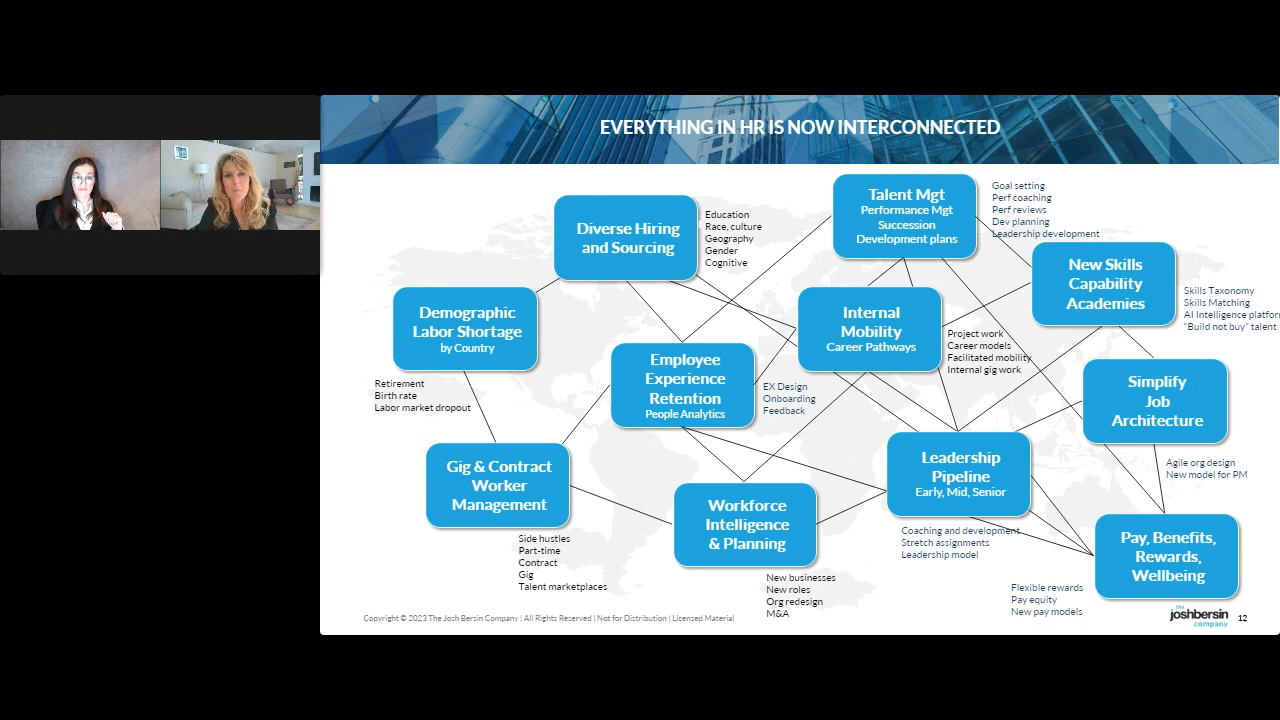 EVERYTHING IN HR IS NOW INTERCONNECTED
Talent Mgt
Performance Mgt
Succession
Development plans
Goal setting
Perf coaching
Perf reviews
Dev planning
Leadership development
Diverse Hiring
and Sourcing
Education
Race, culture
Geography
Gender
Cognitive
New Skills
Capability
Academies
Skills Taxonomy
Skills Matching
AI Intelligence platfor
"Build not buy" talent
Demographic
Labor Shortage
by Country
Retirement
Birth rate
Labor market dropout
Internal
Mobility
Career Pathways
Project work
Career models
Facilitated mobility
Internal gig work
Employee
Experience
Retention
People Analytics
EX Design
Onboarding
Feedback
Simplify
Job
Architecture
Agile org design
New model for PM
Gig & Contract
Worker
Management
Side hustles
Part-time
Contract
Gig
Talent marketplaces
Leadership
Pipeline
Early, Mid, Senior
Coaching and development
Stretch assignments
Leadership model
Workforce
Intelligence
& Planning
New businesses
New roles
Org redesign
M&A
Pay, Benefits,
Rewards,
Wellbeing
Flexible rewards
Pay equity
New pay models
Copyright © 2023 The Josh Bersin Company | All Rights Reserved | Not for Distribution | Licensed Material
the
joshbersin
company
12